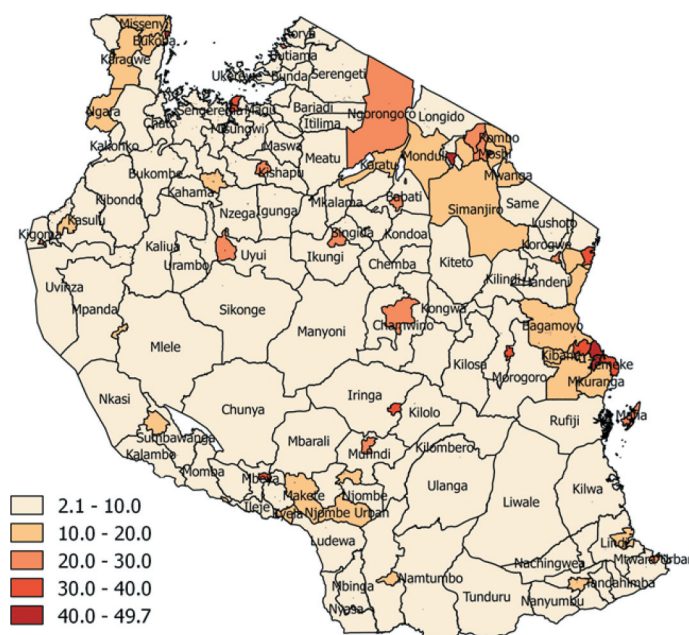 Missenyi
Bukoba
Karagwe
Rorya
Butiama
Ukerewe
Bunda
Serengeti
Ngara
Chato
Sengerema
Magu
Bariadi
Ngorongoro
Longido
Rombo
Moshi
Misungwi
Itilima
Kakonko
Maswa
Monduli
Karatu
Mwanga
Bukombe
Kishapu
Meatu
Kahama
Kibondo
Mkalama
Babati
Simanjiro
Same
Kasulu
Nzega
Igunga
Lushoto
Kigoma
Singida
Kondoa
Korogwe
Kaliua
Uyui
Ikungi
Chemba
Kiteto
Kilindi
Handeni
Urambo
Uvinza
Mpanda
Sikonge
Kongwa
Bagamoyo
Manyoni
Chamwino
Mlele
Kilosa
Kibaha
Temeke
Morogoro
Mkuranga
Nkasi
Iringa
Chunya
Kilolo
Rufiji
Mafia
Sumbawanga
Mbarali
Kalamba
Mufindi
Kilombero
Momba
Mbeya
Ulanga
Kilwa
Makete
Njombe
Liwale
Ileje
Kyela
Njombe Urban
Ludewa
Lindi
Nachingwea
Mtwara Urban
Mbinga
Namtumbo
Tandahimba
Nyasa
Tunduru
Nanyumbu
2.1 - 10.0
10.0 - 20.0
20.0 - 30.0
30.0 - 40.0
40.0 - 49.7